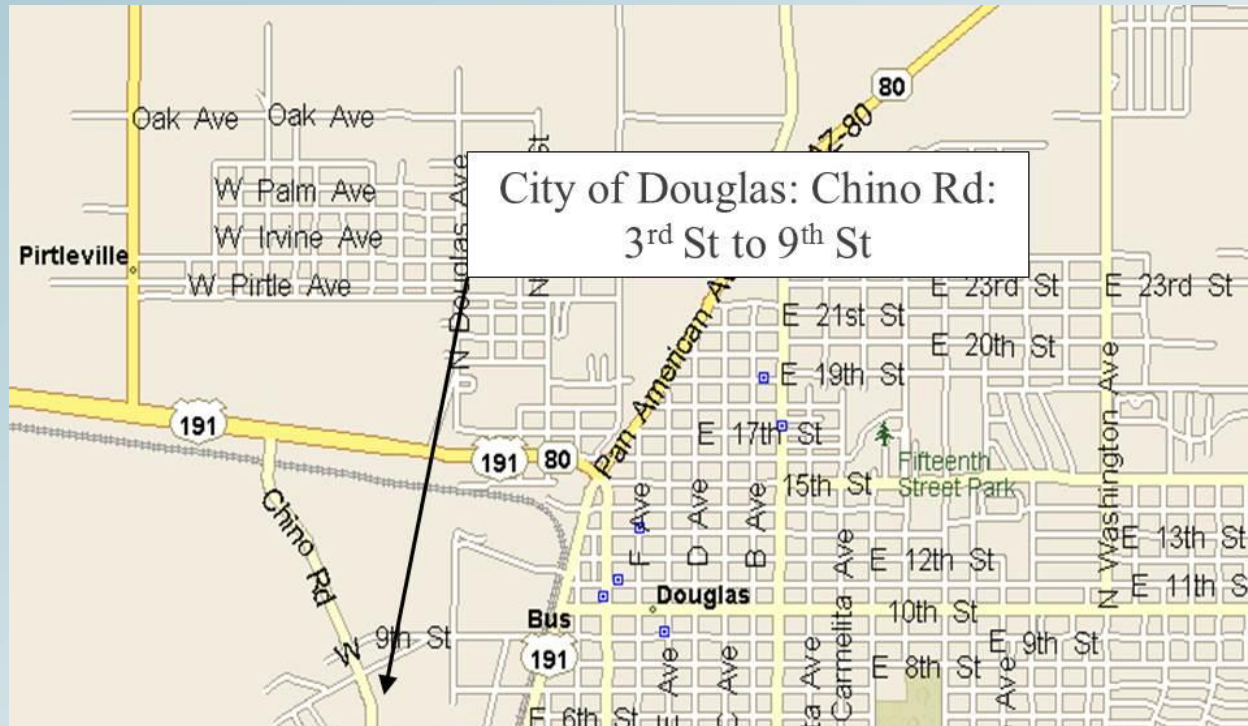 80
AZ-80
Oak Ave
Oak Ave
City of Douglas: Chino Rd:
3rd St to 9th St
W Palm Ave
W Irvine Ave
Pirtleville
W Pirtle Ave
N Douglas Ave
Pan American
E 23rd St
E 23rd St
E 21st St
E 20th St
E 19th St
N Washington Ave
191
E 17th St
191
80
Fifteenth
Street Park
15th St
F Ave
D Ave
B Ave
Chino Rd
E 13th St
E 12th St
E 11th S
Carmelita Ave
Douglas
10th St
Bus
191
W 9th St
E 9th St
E 8th St
Ave
Ave
Ave
E 6th St